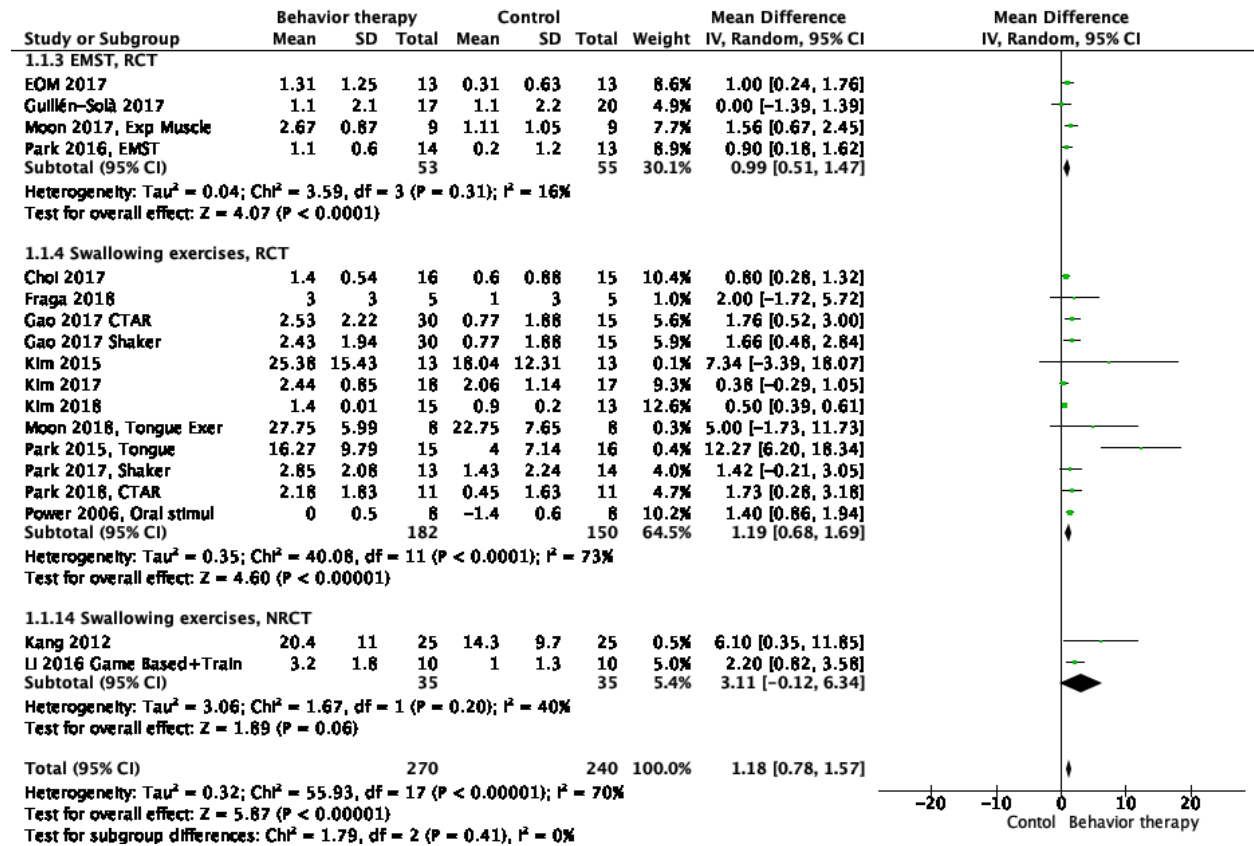 Behavior therapy Control Mean Difference Mean Difference
Study or Subgroup Mean SD Total Mean SD Total Weight IV, Random, 95% CI IV, Random, 95% CI
1.1.3 EMST, RCT
EOM 2017 1.31 1.25 13 0.31 0.63 13 8.6% 1.00 [0.24, 1.76]
Guillén-Solà 2017 1.1 2.1 17 1.1 2.2 20 4.9% 0.00 [-1.39, 1.39]
Moon 2017, Exp Muscle 2.67 0.87 9 1.11 1.05 9 7.7% 1.56 [0.67, 2.45]
Park 2016, EMST 1.1 0.6 14 0.2 1.2 13 8.9% 0.90 [0.18, 1.62]
Subtotal (95% CI) 53 55 30.1% 0.99 [0.51, 1.47]
Heterogeneity: Tau² = 0.04; Chi² = 3.59, df = 3 (P = 0.31); I² = 16%
Test for overall effect: Z = 4.07 (P < 0.0001)
1.1.4 Swallowing exercises, RCT
Choi 2017 1.4 0.54 16 0.6 0.88 15 10.4% 0.80 [0.28, 1.32]
Fraga 2018 3 3 5 1 3 5 1.0% 2.00 [-1.72, 5.72]
Gao 2017 CTAR 2.53 2.22 30 0.77 1.88 15 5.6% 1.76 [0.52, 3.00]
Gao 2017 Shaker 2.43 1.94 30 0.77 1.88 15 5.9% 1.66 [0.48, 2.84]
Kim 2015 25.38 15.43 13 18.04 12.31 13 0.1% 7.34 [-3.39, 18.07]
Kim 2017 2.44 0.85 18 2.06 1.14 17 9.3% 0.38 [-0.29, 1.05]
Kim 2018 1.4 0.01 15 0.9 0.2 13 12.6% 0.50 [0.39, 0.61]
Moon 2018, Tongue Exer 27.75 5.99 8 22.75 7.65 8 0.3% 5.00 [-1.73, 11.73]
Park 2015, Tongue 16.27 9.79 15 4 7.14 16 0.4% 12.27 [6.20, 18.34]
Park 2017, Shaker 2.85 2.08 13 1.43 2.24 14 4.0% 1.42 [-0.21, 3.05]
Park 2018, CTAR 2.18 1.83 11 0.45 1.63 11 4.7% 1.73 [0.28, 3.18]
Power 2006, Oral stimul 0 0.5 8 -1.4 0.6 8 10.2% 1.40 [0.86, 1.94]
Subtotal (95% CI) 182 150 64.5% 1.19 [0.68, 1.69]
Heterogeneity: Tau² = 0.35; Chi² = 40.08, df = 11 (P < 0.0001); I² = 73%
Test for overall effect: Z = 4.60 (P < 0.00001)
1.1.14 Swallowing exercises, NRCT
Kang 2012 20.4 11 25 14.3 9.7 25 0.5% 6.10 [0.35, 11.85]
LI 2016 Game Based+Train 3.2 1.8 10 1 1.3 10 5.0% 2.20 [0.82, 3.58]
Subtotal (95% CI) 35 35 5.4% 3.11 [-0.12, 6.34]
Heterogeneity: Tau² = 3.06; Chi² = 1.67, df = 1 (P = 0.20); I² = 40%
Test for overall effect: Z = 1.89 (P = 0.06)
Total (95% CI) 270 240 100.0% 1.18 [0.78, 1.57]
Heterogeneity: Tau² = 0.32; Chi² = 55.93, df = 17 (P < 0.00001); I² = 70%
Test for overall effect: Z = 5.87 (P < 0.00001)
Test for subgroup differences: Chi² = 1.79, df = 2 (P = 0.41), I² = 0%
-20 -10 0 10 20
Contol Behavior therapy